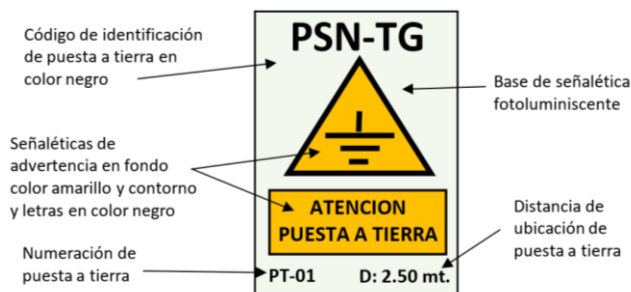 Código de identificación
de puesta a tierra en
color negro
PSN-TG
Base de señalética
fotoluminiscente
Señaléticas de
advertencia en fondo
color amarillo y contorno
y letras en color negro
ATENCION
PUESTA A TIERRA
Distancia de
ubicación de
puesta a tierra
Numeración de
puesta a tierra
PT-01 D: 2.50 mt.